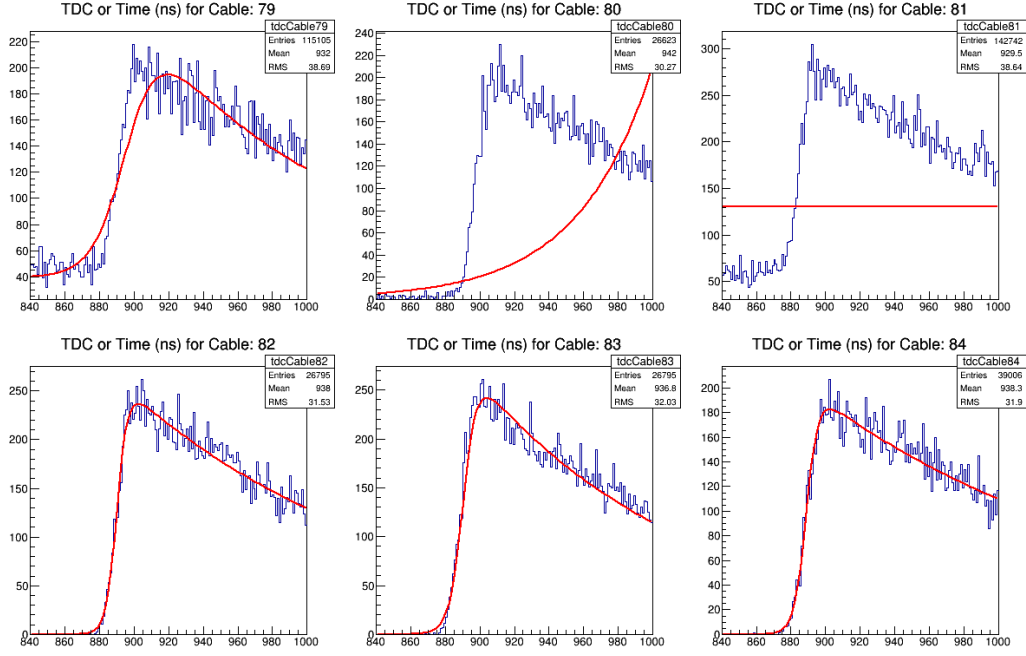 TDC or Time (ns) for Cable: 79
tdcCable79
Entries 115105
Mean 932
RMS 38.69
220
200
180
160
140
120
100
80
60
40
840 860 880 900 920 940 960 980 1000
TDC or Time (ns) for Cable: 80
tdcCable80
Entries 26623
Mean 942
RMS 30.27
240
220
200
180
160
140
120
100
80
60
40
20
0
840 860 880 900 920 940 960 980 1000
TDC or Time (ns) for Cable: 81
tdcCable81
Entries 142742
Mean 929.5
RMS 38.64
300
250
200
150
100
50
840 860 880 900 920 940 960 980 1000
TDC or Time (ns) for Cable: 82
tdcCable82
Entries 26795
Mean 938
RMS 31.53
250
200
150
100
50
0
840 860 880 900 920 940 960 980 1000
TDC or Time (ns) for Cable: 83
tdcCable83
Entries 26795
Mean 936.8
RMS 32.03
250
200
150
100
50
0
840 860 880 900 920 940 960 980 1000
TDC or Time (ns) for Cable: 84
tdcCable84
Entries 39006
Mean 938.3
RMS 31.9
200
180
160
140
120
100
80
60
40
20
0
840 860 880 900 920 940 960 980 1000